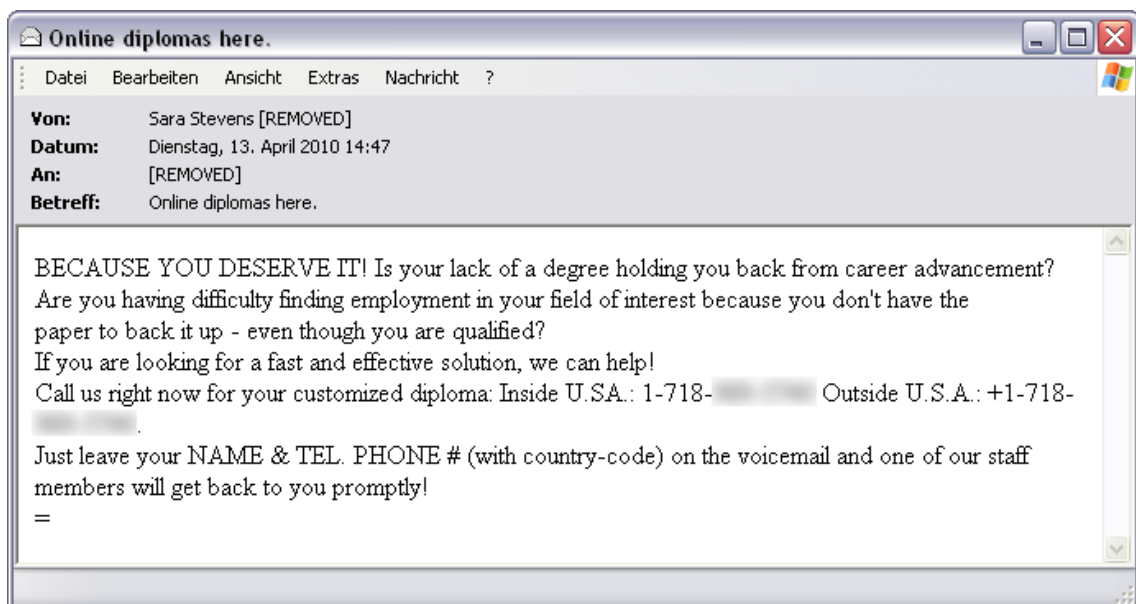 Online diplomas here.
Datei Bearbeiten Ansicht Extras Nachricht ?
Von: Sara Stevens [REMOVED]
Datum: Dienstag, 13. April 2010 14:47
An: [REMOVED]
Betreff: Online diplomas here.
BECAUSE YOU DESERVE IT! Is your lack of a degree holding you back from career advancement?
Are you having difficulty finding employment in your field of interest because you don't have the
paper to back it up - even though you are qualified?
If you are looking for a fast and effective solution, we can help!
Call us right now for your customized diploma: Inside U.SA.: 1-718- Outside U.S.A.: +1-718-
.
Just leave your NAME & TEL. PHONE # (with country-code) on the voicemail and one of our staff
members will get back to you promptly!
=